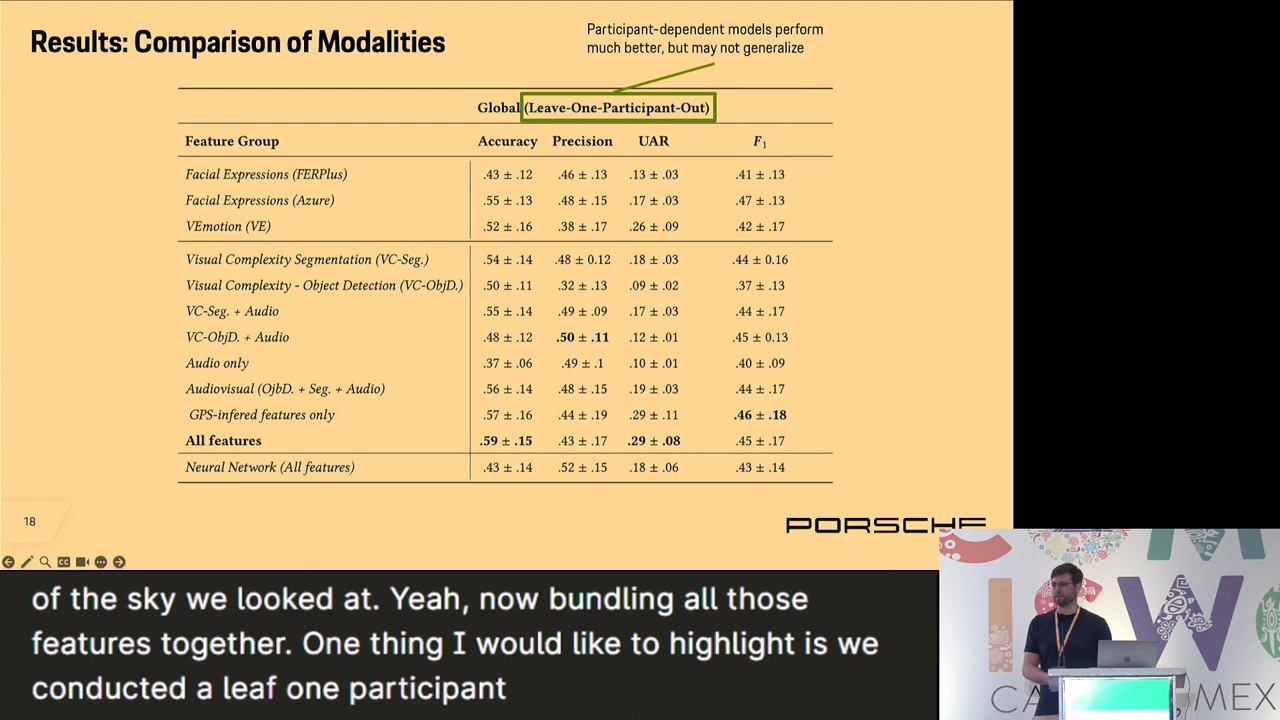 Results: Comparison of Modalities
Participant-dependent models perform
much better, but may not generalize
Global (Leave-One-Participant-Out)
Feature Group Accuracy Precision UAR F1
Facial Expressions (FERPlus) .43 ± .12 .46 ± .13 .13 ± .03 .41 ± .13
Facial Expressions (Azure) .55 ± .13 .48 ± .15 .17 ± .03 .47 ± .13
VEmotion (VE) .52 ± .16 .38 ± .17 .26 ± .09 .42 ± .17
Visual Complexity Segmentation (VC-Seg.) .54 ± .14 .48 ± 0.12 .18 ± .03 .44 ± 0.16
Visual Complexity - Object Detection (VC-ObjD.) .50 ± .11 .32 ± .13 .09 ± .02 .37 ± .13
VC-Seg. + Audio .55 ± .14 .49 ± .09 .17 ± .03 .44 ± .17
VC-ObjD. + Audio .48 ± .12 .50 ± .11 .12 ± .01 .45 ± 0.13
Audio only .37 ± .06 .49 ± .1 .10 ± .01 .40 ± .09
Audiovisual (OjbD. + Seg. + Audio) .56 ± .14 .48 ± .15 .19 ± .03 .44 ± .17
GPS-infered features only .57 ± .16 .44 ± .19 .29 ± .11 .46 ± .18
All features .59 ± .15 .43 ± .17 .29 ± .08 .45 ± .17
Neural Network (All features) .43 ± .14 .52 ± .15 .18 ± .06 .43 ± .14
18
PORSCHE
CC
of the sky we looked at. Yeah, now bundling all those
features together. One thing I would like to highlight is we
conducted a leaf one participant